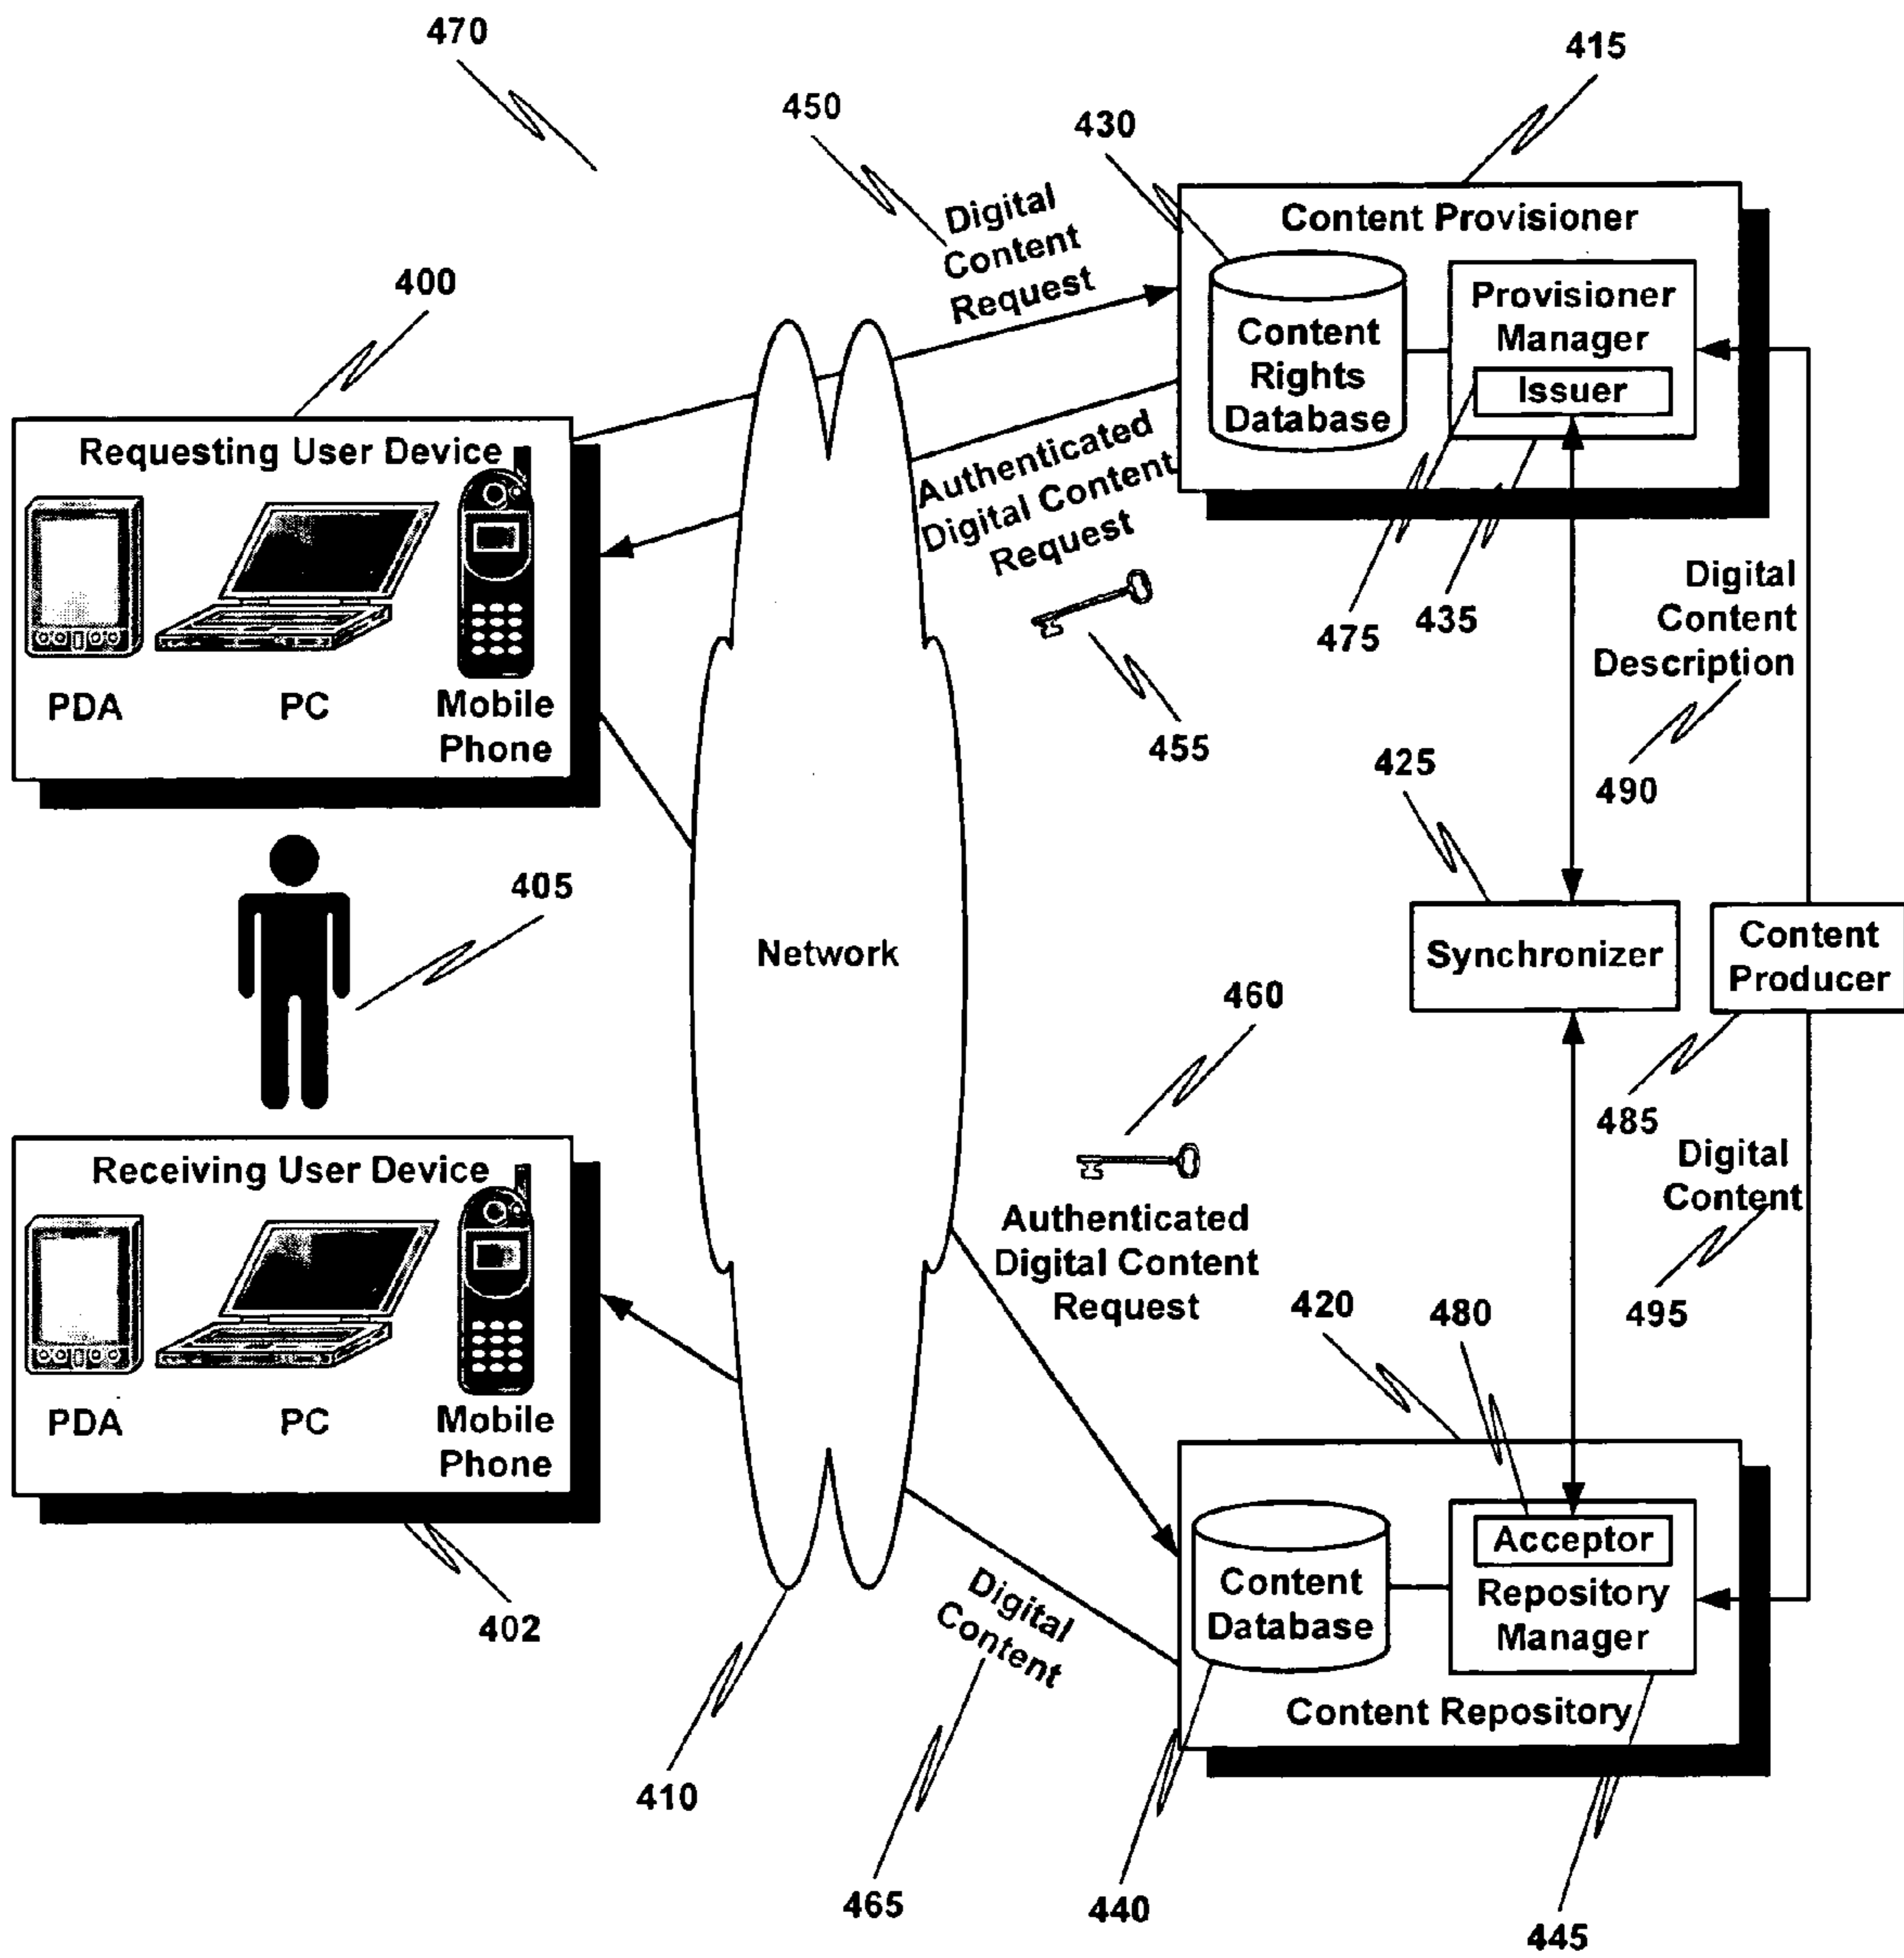 470
415
450
430
Digital
Content
Request
Content Provisioner
400
Provisioner
Manager
Issuer
Content
Rights
Database
Requesting User Device
Authenticated
Digital Content
Request
PDA
PC
Mobile
Phone
475
435
Digital
Content
Description
455
425
490
405
Network
Synchronizer
Content
Producer
460
485
Receiving User Device
Authenticated
Digital Content
Request
Digital
Content
420
480
495
PDA
PC
Mobile
Phone
Acceptor
Repository
Manager
Content
Database
402
Digital
Content
Content Repository
410
465
440
445